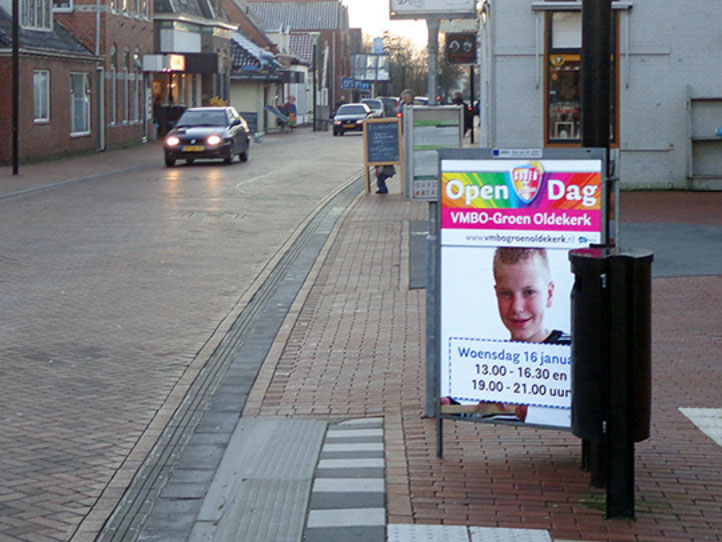 Open Dag
VMBO-Groen Oldekerk
www.vmbogroenoldekerk.nl
Woensdag 16 janua
13.00 - 16.30 en
19.00 - 21.00 uur